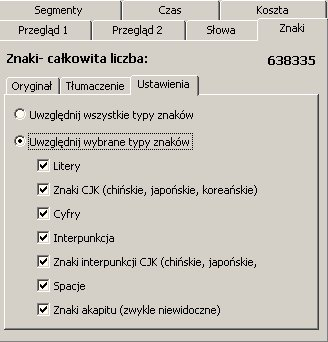 Segmenty Czas Koszta
Przegląd 1 Przegląd 2 Słowa Znaki
Znaki- całkowita liczba: 638335
Oryginał Tłumaczenie Ustawienia
Uwzględnij wszystkie typy znaków
Uwzględnij wybrane typy znaków
Litery
Znaki CJK (chińskie, japońskie, koreańskie)
Cyfry
Interpunkcja
Znaki interpunkcji CJK (chińskie, japońskie,
Spacje
Znaki akapitu (zwykle niewidoczne)